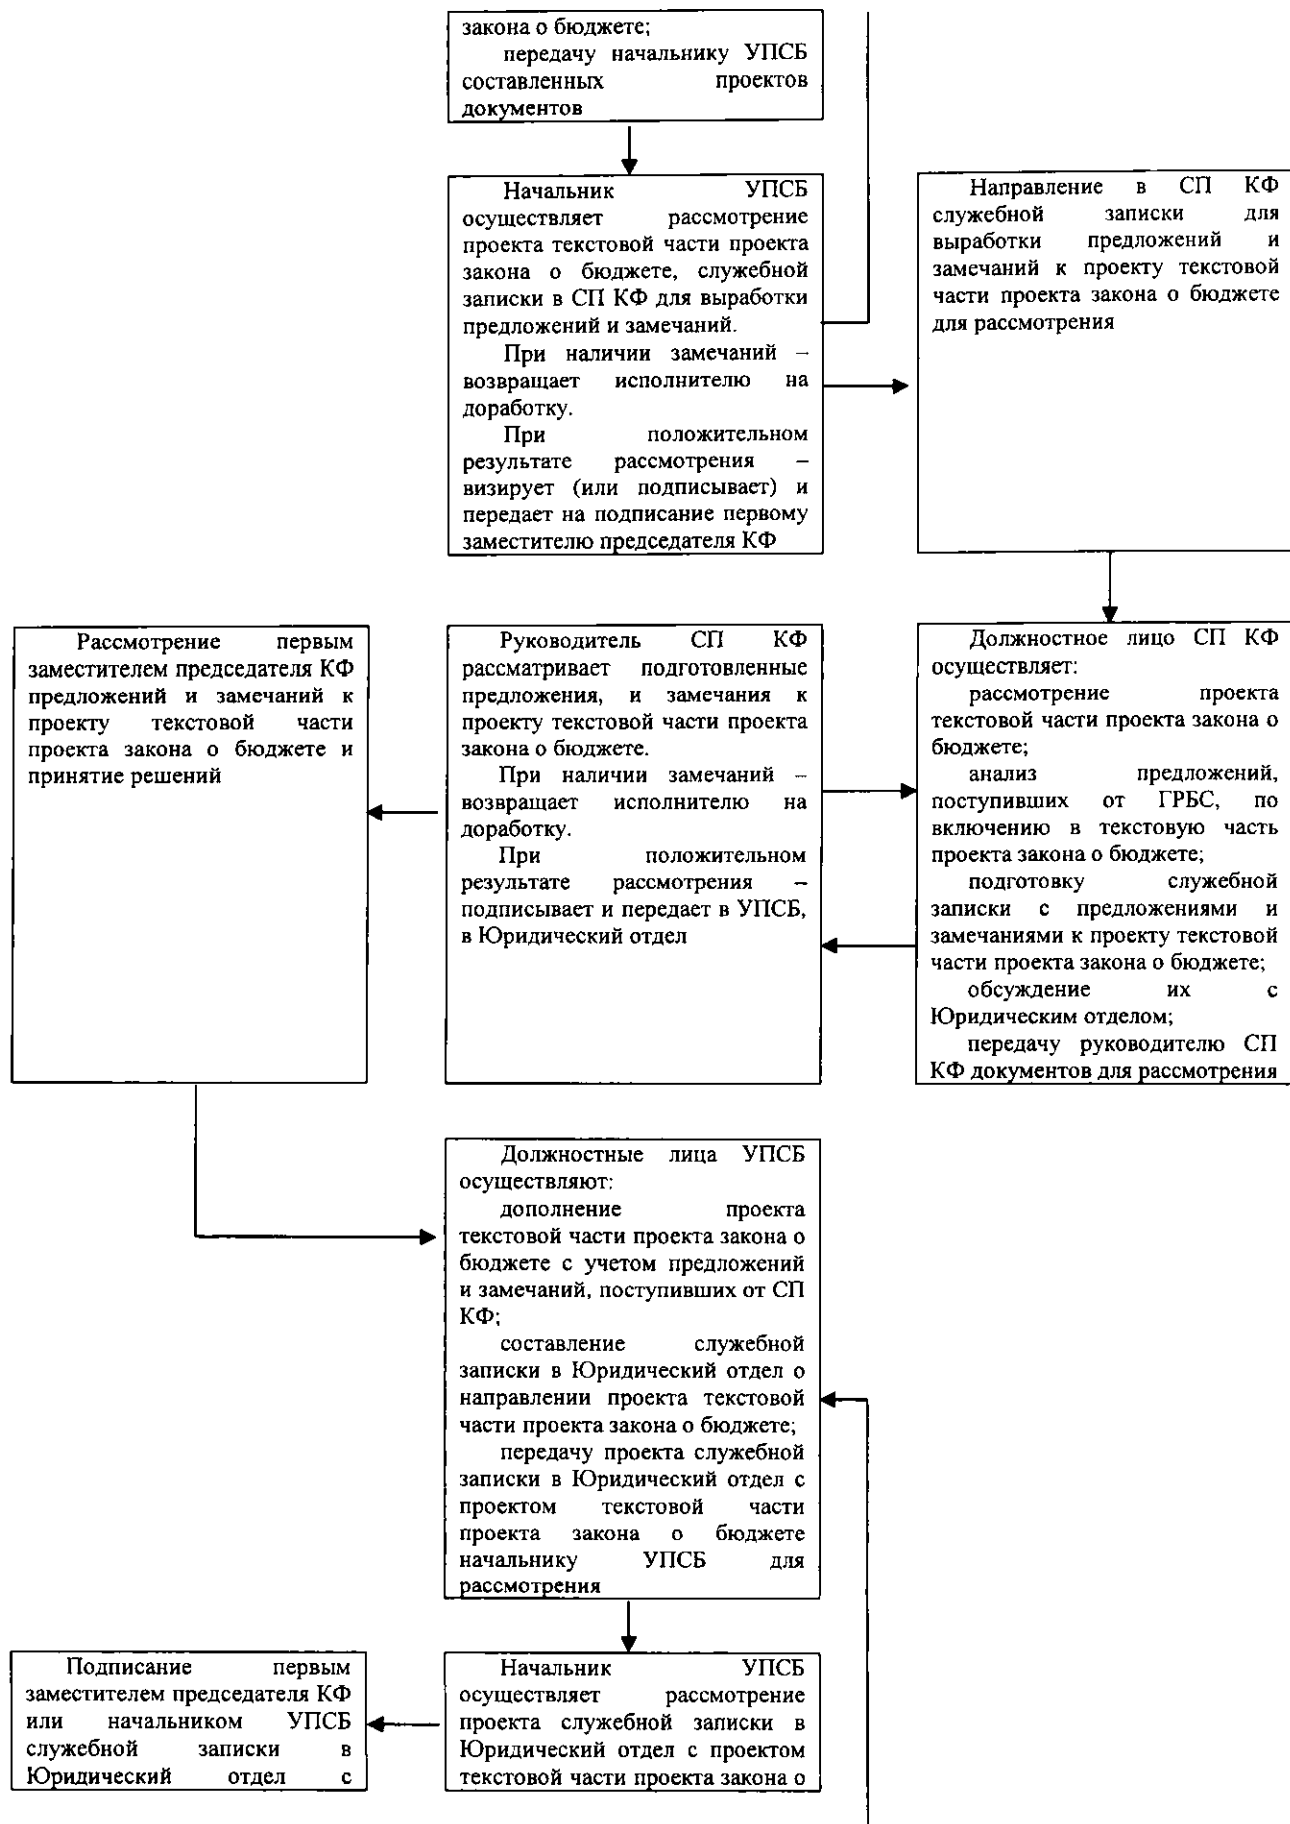 закона о бюджете;
передачу начальнику УПСБ
составленных проектов
документов
Начальник УПСБ
осуществляет рассмотрение
проекта текстовой части проекта
закона о бюджете, служебной
записки в СП КФ для выработки
предложений и замечаний.
При наличии замечаний –
возвращает исполнителю на
доработку.
При положительном
результате рассмотрения –
визирует (или подписывает) и
передает на подписание первому
заместителю председателя КФ
Направление в СП КФ
служебной записки для
выработки предложений и
замечаний к проекту текстовой
части проекта закона о бюджете
для рассмотрения
Рассмотрение первым
заместителем председателя КФ
предложений и замечаний к
проекту текстовой части
проекта закона о бюджете и
принятие решений
Руководитель СП КФ
рассматривает подготовленные
предложения, и замечания к
проекту текстовой части проекта
закона о бюджете.
При наличии замечаний –
возвращает исполнителю на
доработку.
При положительном
результате рассмотрения –
подписывает и передает в УПСБ,
в Юридический отдел
Должностное лицо СП КФ
осуществляет:
рассмотрение проекта
текстовой части проекта закона о
бюджете;
анализ предложений,
поступивших от ГРБС, по
включению в текстовую часть
проекта закона о бюджете;
подготовку служебной
записки с предложениями и
замечаниями к проекту текстовой
части проекта закона о бюджете;
обсуждение их с
Юридическим отделом;
передачу руководителю СП
КФ документов для рассмотрения
Должностные лица УПСБ
осуществляют:
дополнение проекта
текстовой части проекта закона о
бюджете с учетом предложений
и замечаний, поступивших от СП
КФ;
составление служебной
записки в Юридический отдел о
направлении проекта текстовой
части проекта закона о бюджете;
передачу проекта служебной
записки в Юридический отдел с
проектом текстовой части
проекта закона о бюджете
начальнику УПСБ для
рассмотрения
Подписание первым
заместителем председателя КФ
или начальником УПСБ
служебной записки в
Юридический отдел с
Начальник УПСБ
осуществляет рассмотрение
проекта служебной записки в
Юридический отдел с проектом
текстовой части проекта закона о